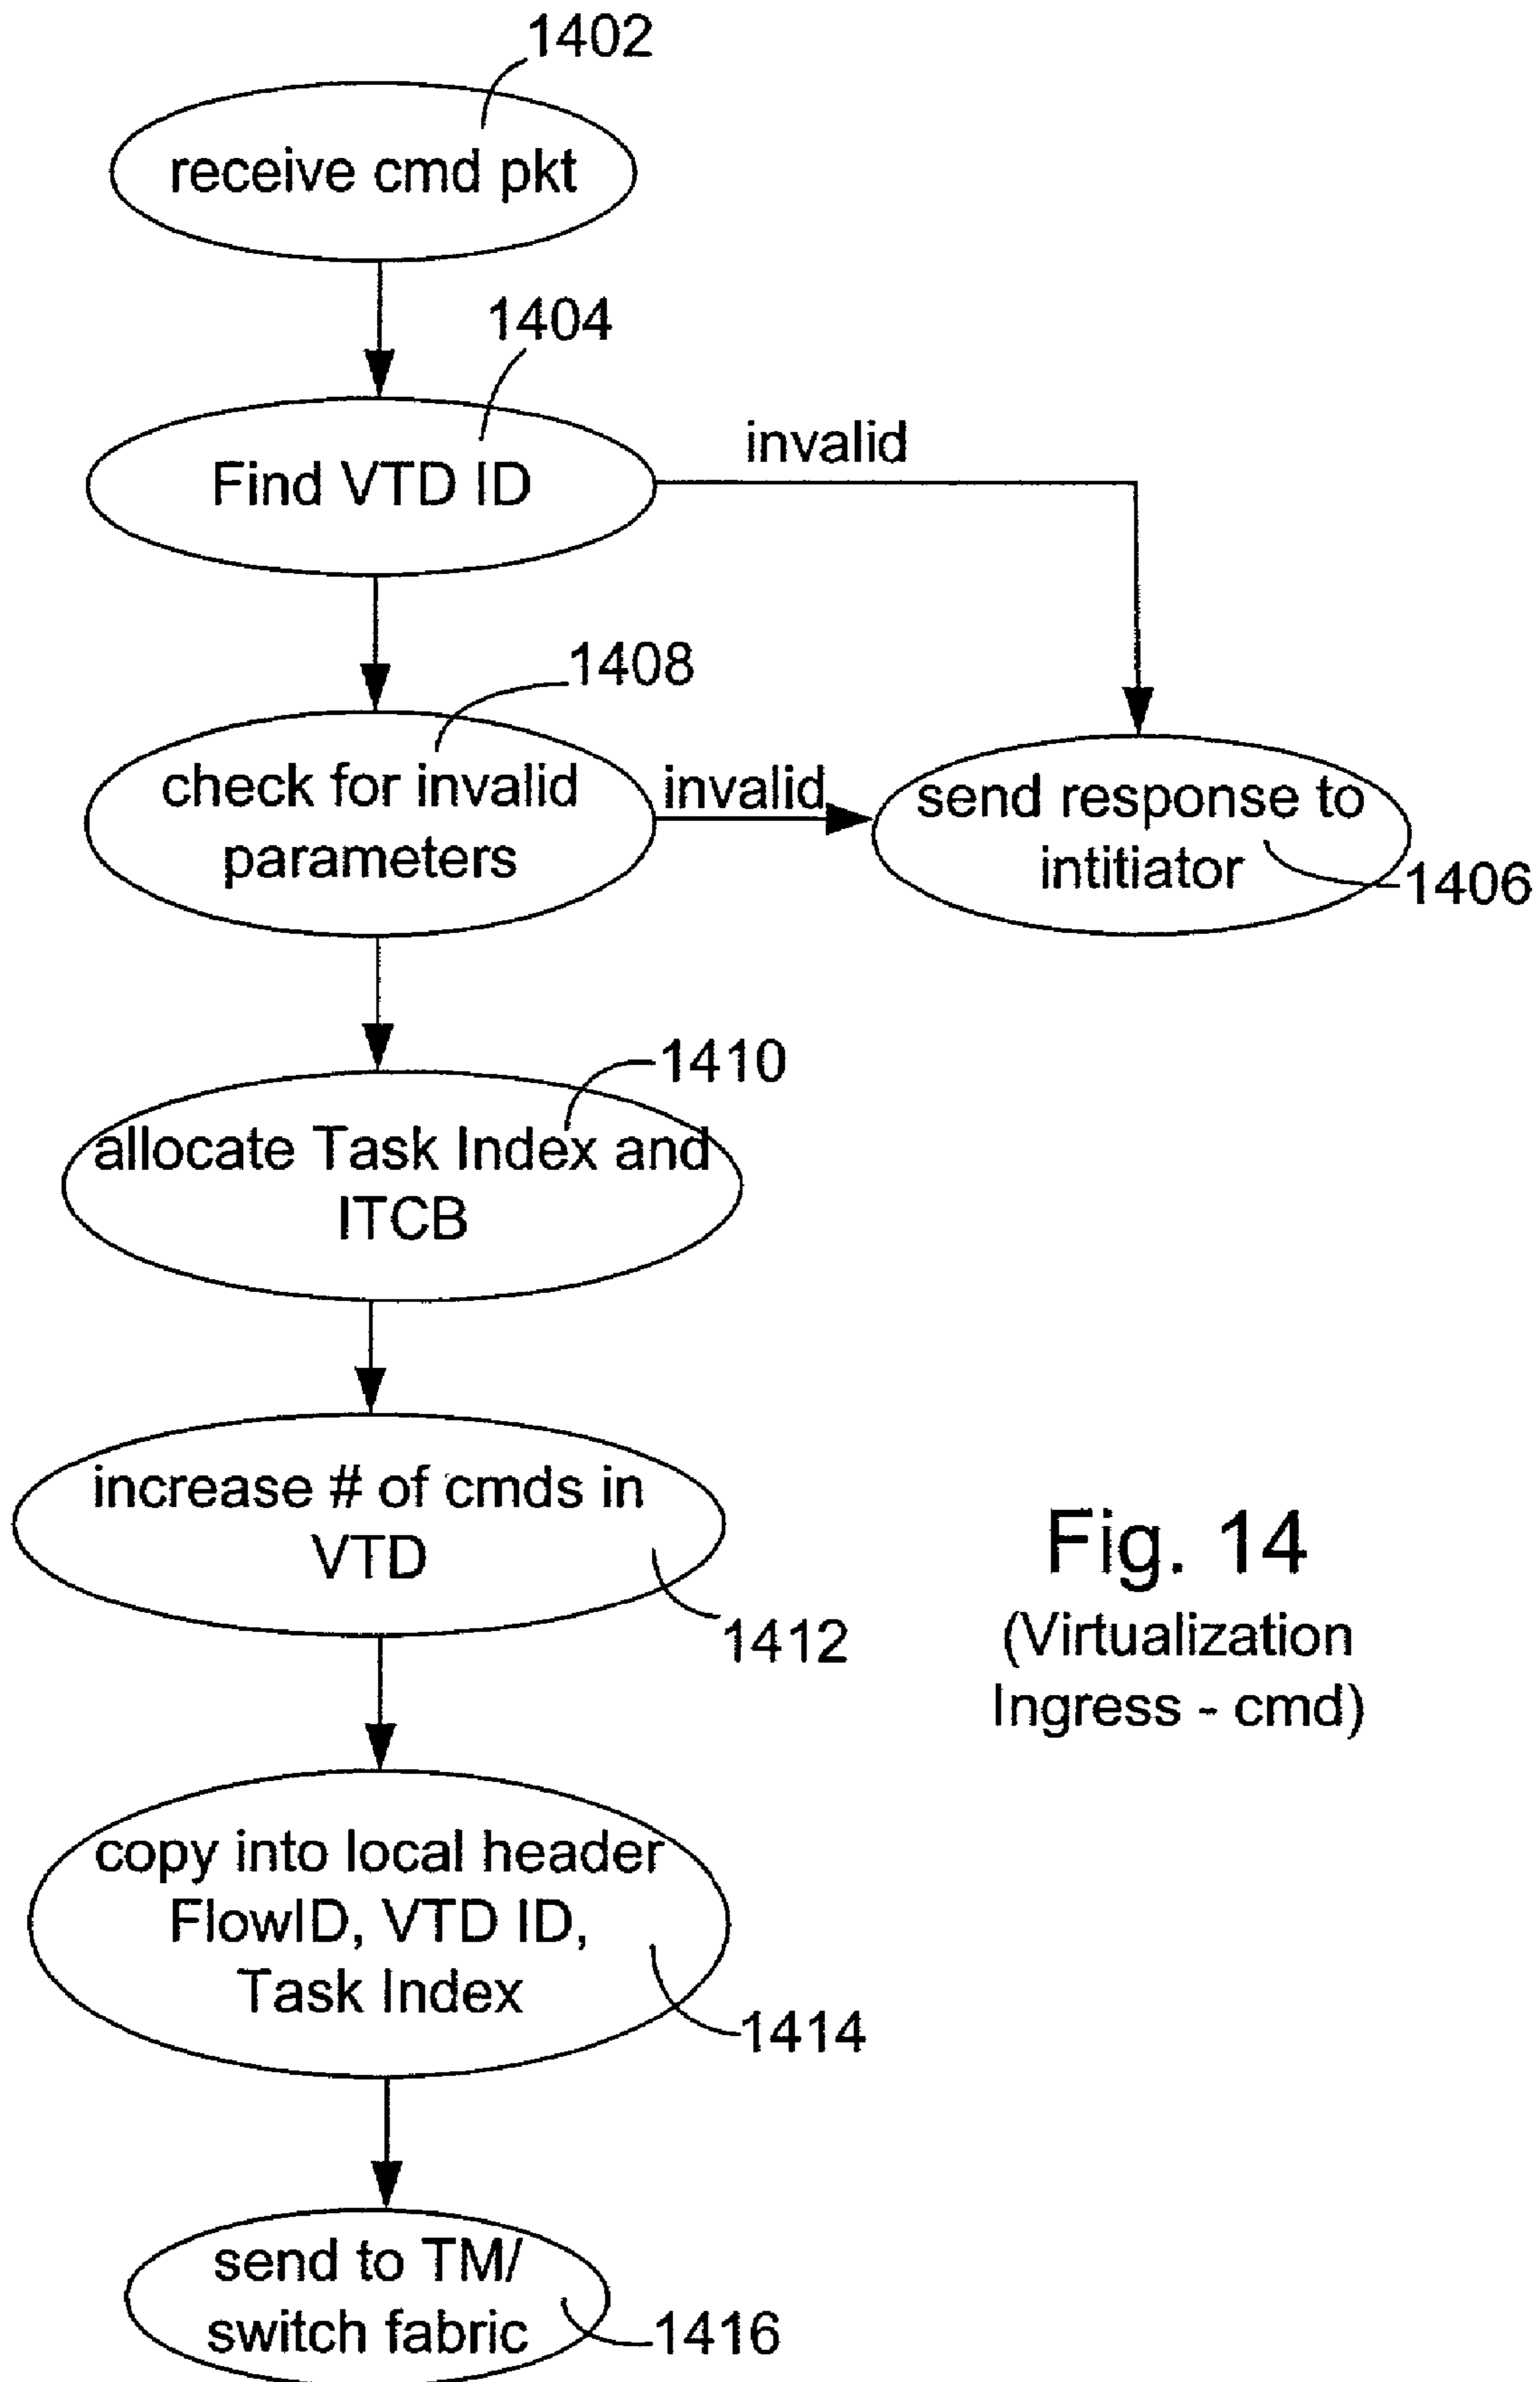 1402
receive cmd pkt
1404
Find VTD ID
invalid
1408
check for invalid
parameters
invalid
send response to
intitiator
1406
1410
allocate Task Index and
ITCB
increase # of cmds in
VTD
1412
copy into local header
FlowID, VTD ID,
Task Index
1414
send to TM/
switch fabric
1416
Fig. 14
(Virtualization
Ingress - cmd)